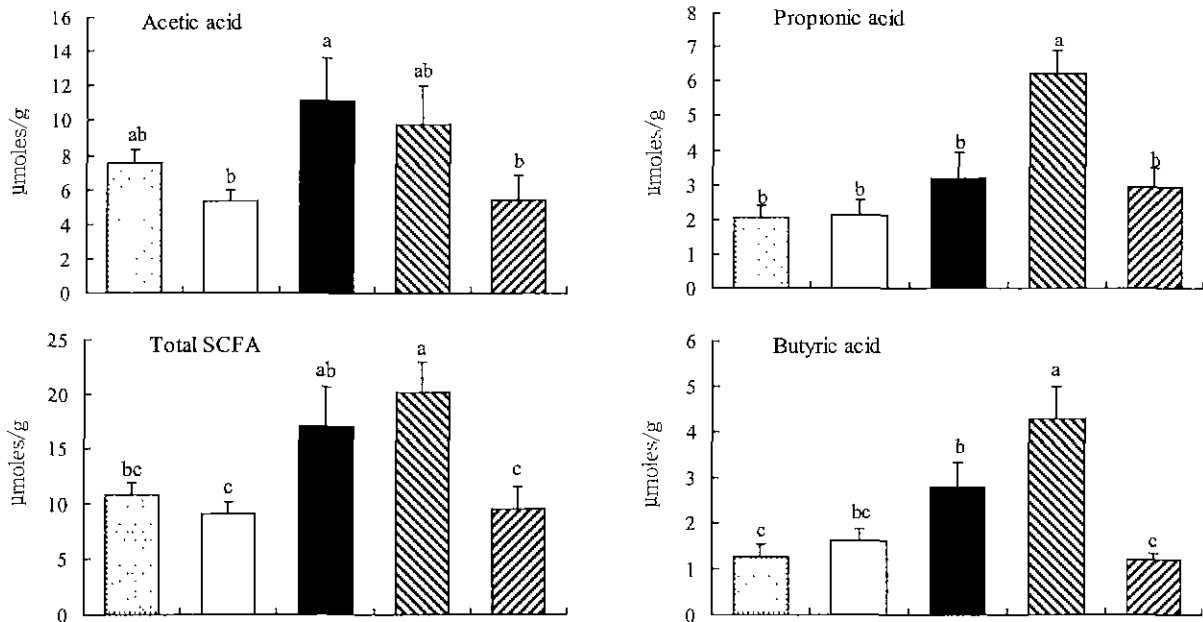 Acetic acid
µmoles/g
16
14
12
10
8
6
4
2
0
ab
b
a
ab
b
Propionic acid
µmoles/g
8
7
6
5
4
3
2
1
0
b
b
b
a
b
Total SCFA
µmoles/g
25
20
15
10
5
0
bc
c
ab
a
c
Butyric acid
µmoles/g
6
5
4
3
2
1
0
c
bc
b
a
c